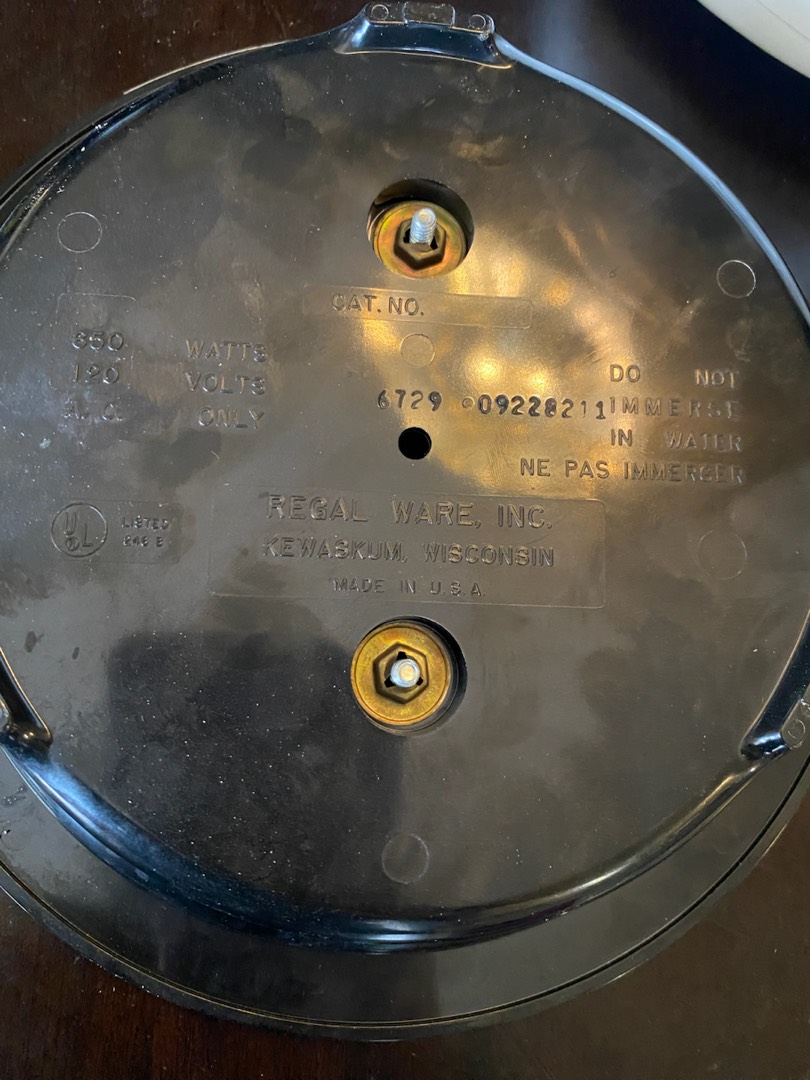 CAT. NO.
650 WATTS
120 VOLTS
A.C. ONLY
6729 09228211
DO NOT
IMMERSE
IN WATER
NE PAS IMMERGER
UL LISTED
REGAL WARE, INC.
KEWASKUM, WISCONSIN
MADE IN U.S.A.